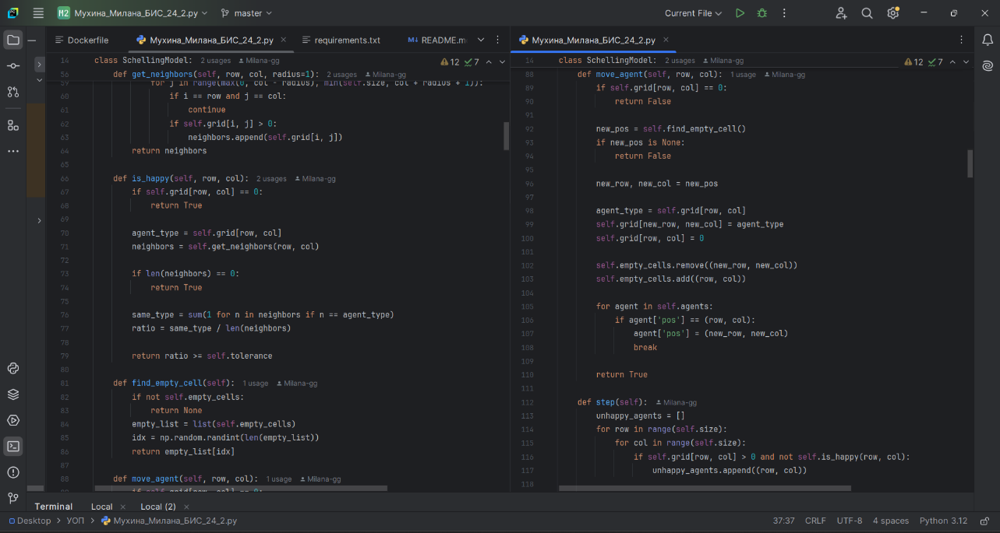 M2 Мухина_Милана_БИС_24_2.py master Current File
Dockerfile Мухина_Милана_БИС_24_2.py requirements.txt README.m
14 class SchellingModel: 2 usages Milana-gg 12 7
56 def get_neighbors(self, row, col, radius=1): 2 usages Milana-gg
59 for j in range(max(0, col - radius), min(self.size, col + radius + 1)):
60 if i == row and j == col:
61 continue
62 if self.grid[i, j] > 0:
63 neighbors.append(self.grid[i, j])
64 return neighbors
65
66 def is_happy(self, row, col): 2 usages Milana-gg
67 if self.grid[row, col] == 0:
68 return True
69
70 agent_type = self.grid[row, col]
71 neighbors = self.get_neighbors(row, col)
72
73 if len(neighbors) == 0:
74 return True
75
76 same_type = sum(1 for n in neighbors if n == agent_type)
77 ratio = same_type / len(neighbors)
78
79 return ratio >= self.tolerance
80
81 def find_empty_cell(self): 1 usage Milana-gg
82 if not self.empty_cells:
83 return None
84 empty_list = list(self.empty_cells)
85 idx = np.random.randint(len(empty_list))
86 return empty_list[idx]
87
88 def move_agent(self, row, col): 1 usage Milana-gg
89 if self.grid[row, col] == 0:
Мухина_Милана_БИС_24_2.py
14 class SchellingModel: 2 usages Milana-gg 12 7
88 def move_agent(self, row, col): 1 usage Milana-gg
89 if self.grid[row, col] == 0:
90 return False
91
92 new_pos = self.find_empty_cell()
93 if new_pos is None:
94 return False
95
96 new_row, new_col = new_pos
97
98 agent_type = self.grid[row, col]
99 self.grid[new_row, new_col] = agent_type
100 self.grid[row, col] = 0
101
102 self.empty_cells.remove((new_row, new_col))
103 self.empty_cells.add((row, col))
104
105 for agent in self.agents:
106 if agent['pos'] == (row, col):
107 agent['pos'] = (new_row, new_col)
108 break
109
110 return True
111
112 def step(self): Milana-gg
113 unhappy_agents = []
114 for row in range(self.size):
115 for col in range(self.size):
116 if self.grid[row, col] > 0 and not self.is_happy(row, col):
117 unhappy_agents.append((row, col))
118
Terminal Local Local (2)
Desktop УОП Мухина_Милана_БИС_24_2.py 37:37 CRLF UTF-8 4 spaces Python 3.12